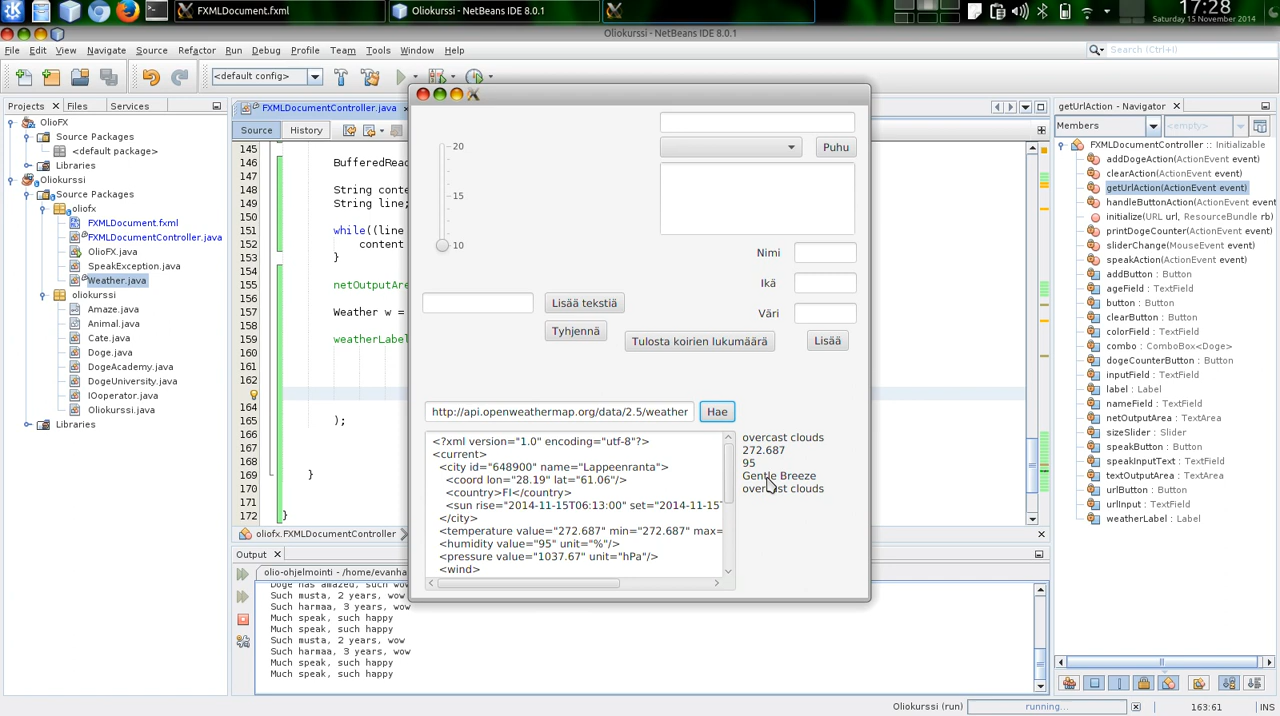 FXMLDocument.fxml
Oliokurssi - NetBeans IDE 8.0.1
17:28
Saturday 15 November 2014
Oliokurssi - NetBeans IDE 8.0.1
File Edit View Navigate Source Refactor Run Debug Profile Team Tools Window Help
Search (Ctrl+I)
<default config>
Projects Files Services
FXMLDocumentController.java
getUrlAction - Navigator
Source History
Members
<empty>
OlioFX
Source Packages
<default package>
Libraries
Oliokurssi
Source Packages
oliofx
FXMLDocument.fxml
FXMLDocumentController.java
OlioFX.java
SpeakException.java
Weather.java
oliokurssi
Amaze.java
Animal.java
Cate.java
Doge.java
DogeAcademy.java
DogeUniversity.java
IOoperator.java
Oliokurssi.java
Libraries
145
146 BufferedRea
147
148 String conte
149 String line;
150
151 while((line
152 content
153 }
154
155 netOutputAre
156
157 Weather w =
158
159 weatherLabel
160
161
162
164
165 );
166
167
168
169 }
170
171
172 }
oliofx.FXMLDocumentController
20
15
10
Puhu
Nimi
Ikä
Väri
Lisää tekstiä
Tyhjennä
Tulosta koirien lukumäärä
Lisää
http://api.openweathermap.org/data/2.5/weather
Hae
<?xml version="1.0" encoding="utf-8"?>
<current>
<city id="648900" name="Lappeenranta">
<coord lon="28.19" lat="61.06"/>
<country>FI</country>
<sun rise="2014-11-15T06:13:00" set="2014-11-15"
</city>
<temperature value="272.687" min="272.687" max=
<humidity value="95" unit="%"/>
<pressure value="1037.67" unit="hPa"/>
<wind>
overcast clouds
272.687
95
Gentle Breeze
overcast clouds
FXMLDocumentController :: Initializable
addDogeAction(ActionEvent event)
clearAction(ActionEvent event)
getUrlAction(ActionEvent event)
handleButtonAction(ActionEvent event)
initialize(URL url, ResourceBundle rb)
printDogeCounter(ActionEvent event)
sliderChange(MouseEvent event)
speakAction(ActionEvent event)
addButton : Button
ageField : TextField
button : Button
clearButton : Button
colorField : TextField
combo : ComboBox<Doge>
dogeCounterButton : Button
inputField : TextField
label : Label
nameField : TextField
netOutputArea : TextArea
sizeSlider : Slider
speakButton : Button
speakInputText : TextField
textOutputArea : TextArea
urlButton : Button
urlInput : TextField
weatherLabel : Label
Output
olio-ohjelmointi - /home/evanha
Doge has amazed, such wow
Such musta, 2 years, wow
Such harmaa, 3 years, wow
Much speak, such happy
Much speak, such happy
Such musta, 2 years, wow
Such harmaa, 3 years, wow
Much speak, such happy
Much speak, such happy
Oliokurssi (run)
running...
163:61
INS